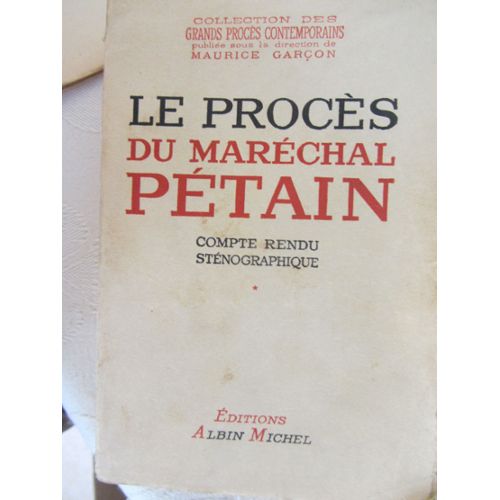 COLLECTION DES
GRANDS PROCÈS CONTEMPORAINS
publiée sous la direction de
MAURICE GARÇON
LE PROCÈS
DU MARÉCHAL
PÉTAIN
COMPTE RENDU
STÉNOGRAPHIQUE
*
ÉDITIONS
ALBIN MICHEL